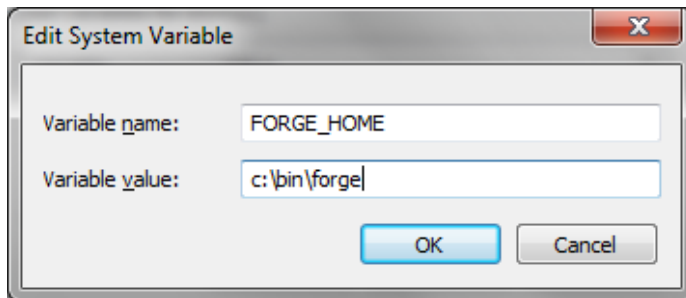 Edit System Variable
Variable name: FORGE_HOME
Variable value: c:\bin\forge
OK Cancel